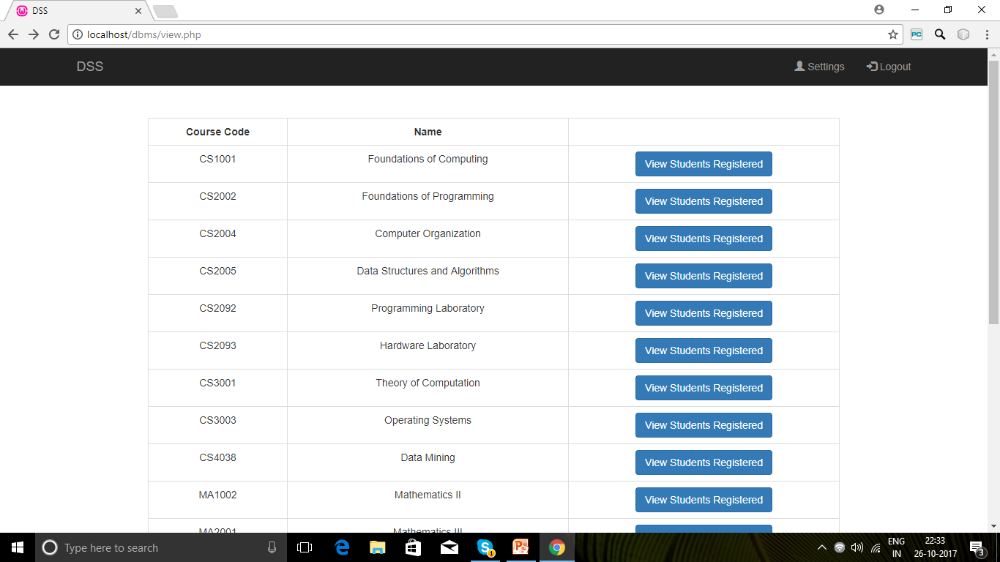 DSS
localhost/dbms/view.php
PC
DSS Settings Logout
Course Code Name
CS1001 Foundations of Computing View Students Registered
CS2002 Foundations of Programming View Students Registered
CS2004 Computer Organization View Students Registered
CS2005 Data Structures and Algorithms View Students Registered
CS2092 Programming Laboratory View Students Registered
CS2093 Hardware Laboratory View Students Registered
CS3001 Theory of Computation View Students Registered
CS3003 Operating Systems View Students Registered
CS4038 Data Mining View Students Registered
MA1002 Mathematics II View Students Registered
MA2001 Mathematics III
Type here to search
ENG 22:33
IN 26-10-2017 3